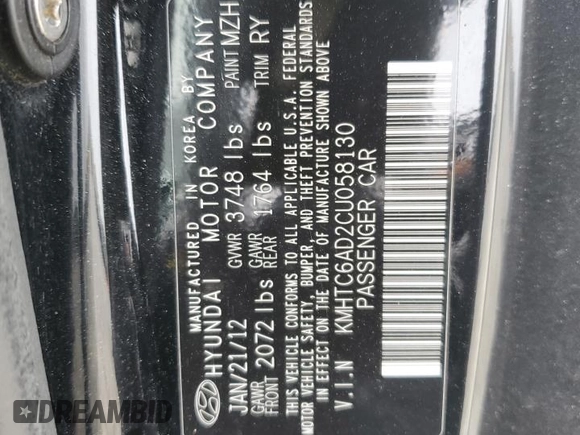 MANUFACTURED IN KOREA BY
HYUNDAI MOTOR COMPANY
JAN/21/12 GVWR 3748 lbs PAINT MZH
GAWR FRONT 2072 lbs GAWR REAR 1764 lbs TRIM RY
THIS VEHICLE CONFORMS TO ALL APPLICABLE U.S.A. FEDERAL
MOTOR VEHICLE SAFETY, BUMPER, AND THEFT PREVENTION STANDARDS
IN EFFECT ON THE DATE OF MANUFACTURE SHOWN ABOVE
V.I.N KMHTC6AD2CU058130
PASSENGER CAR
DREAMBID